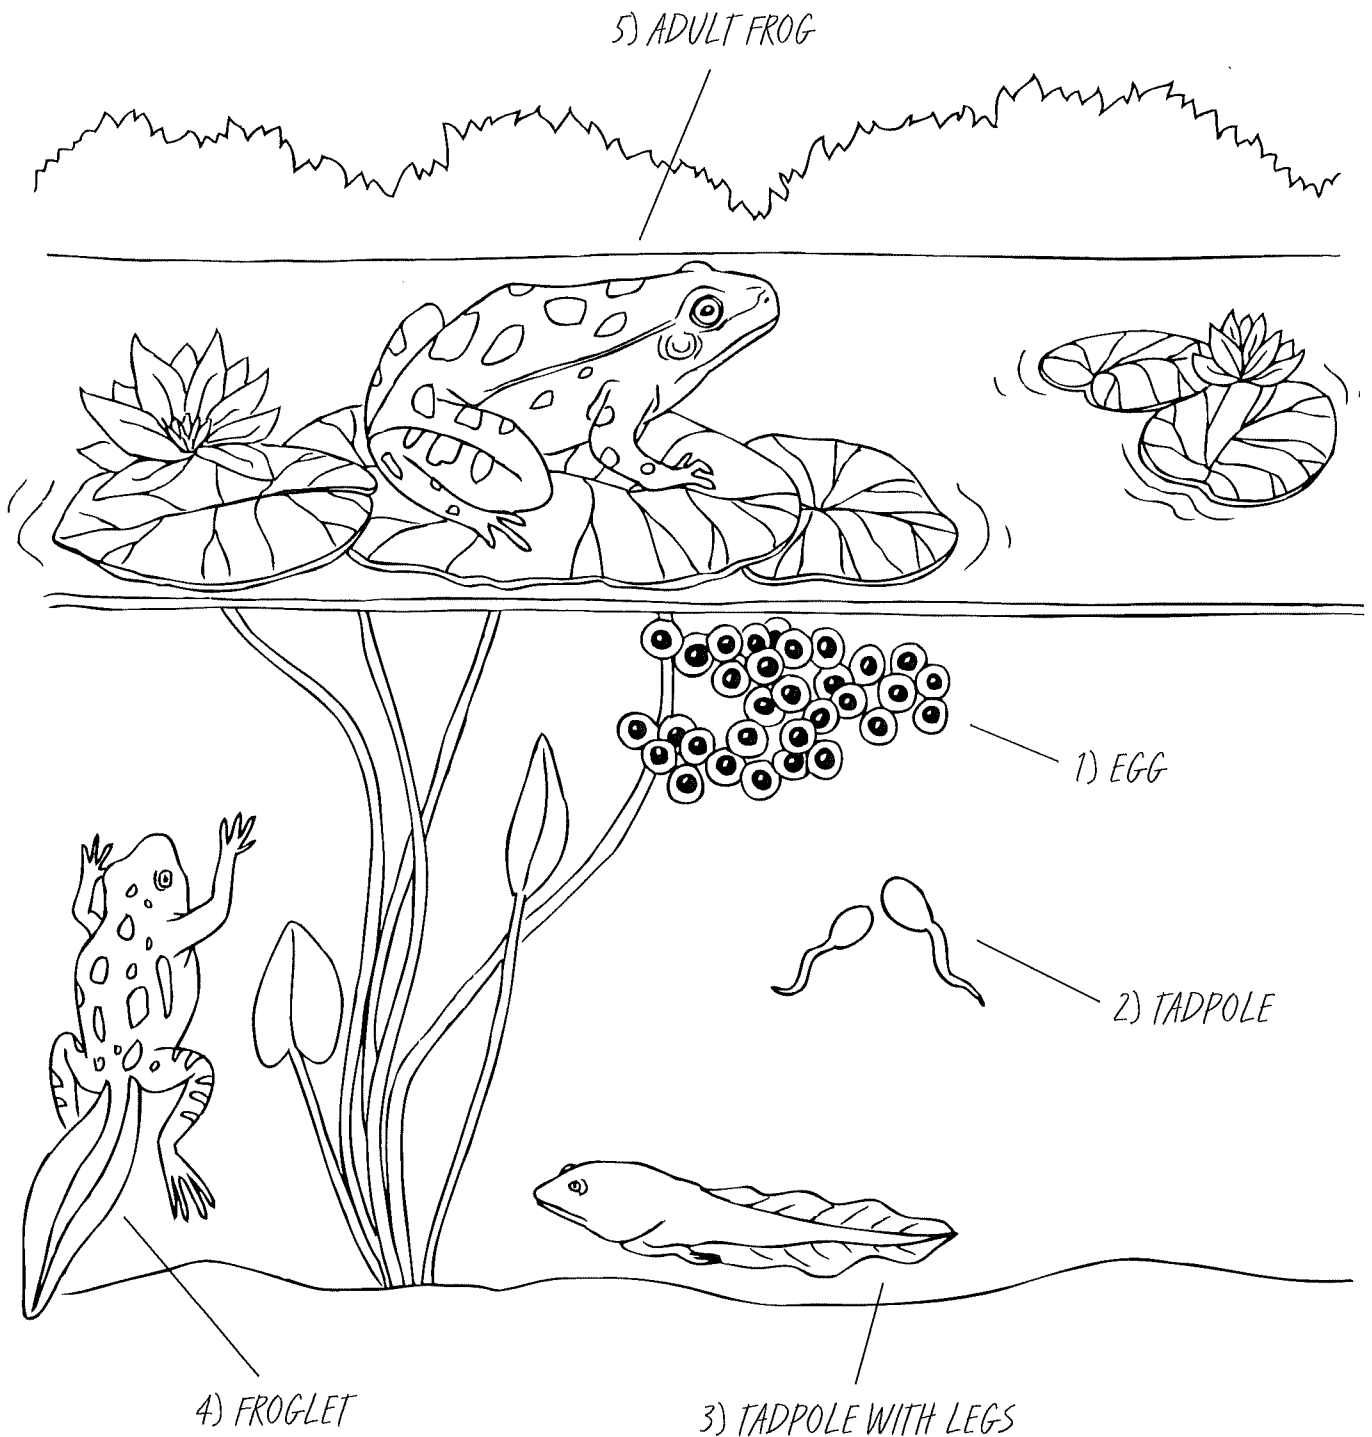 5) ADULT FROG
1) EGG
2) TADPOLE
4) FROGLET
3) TADPOLE WITH LEGS